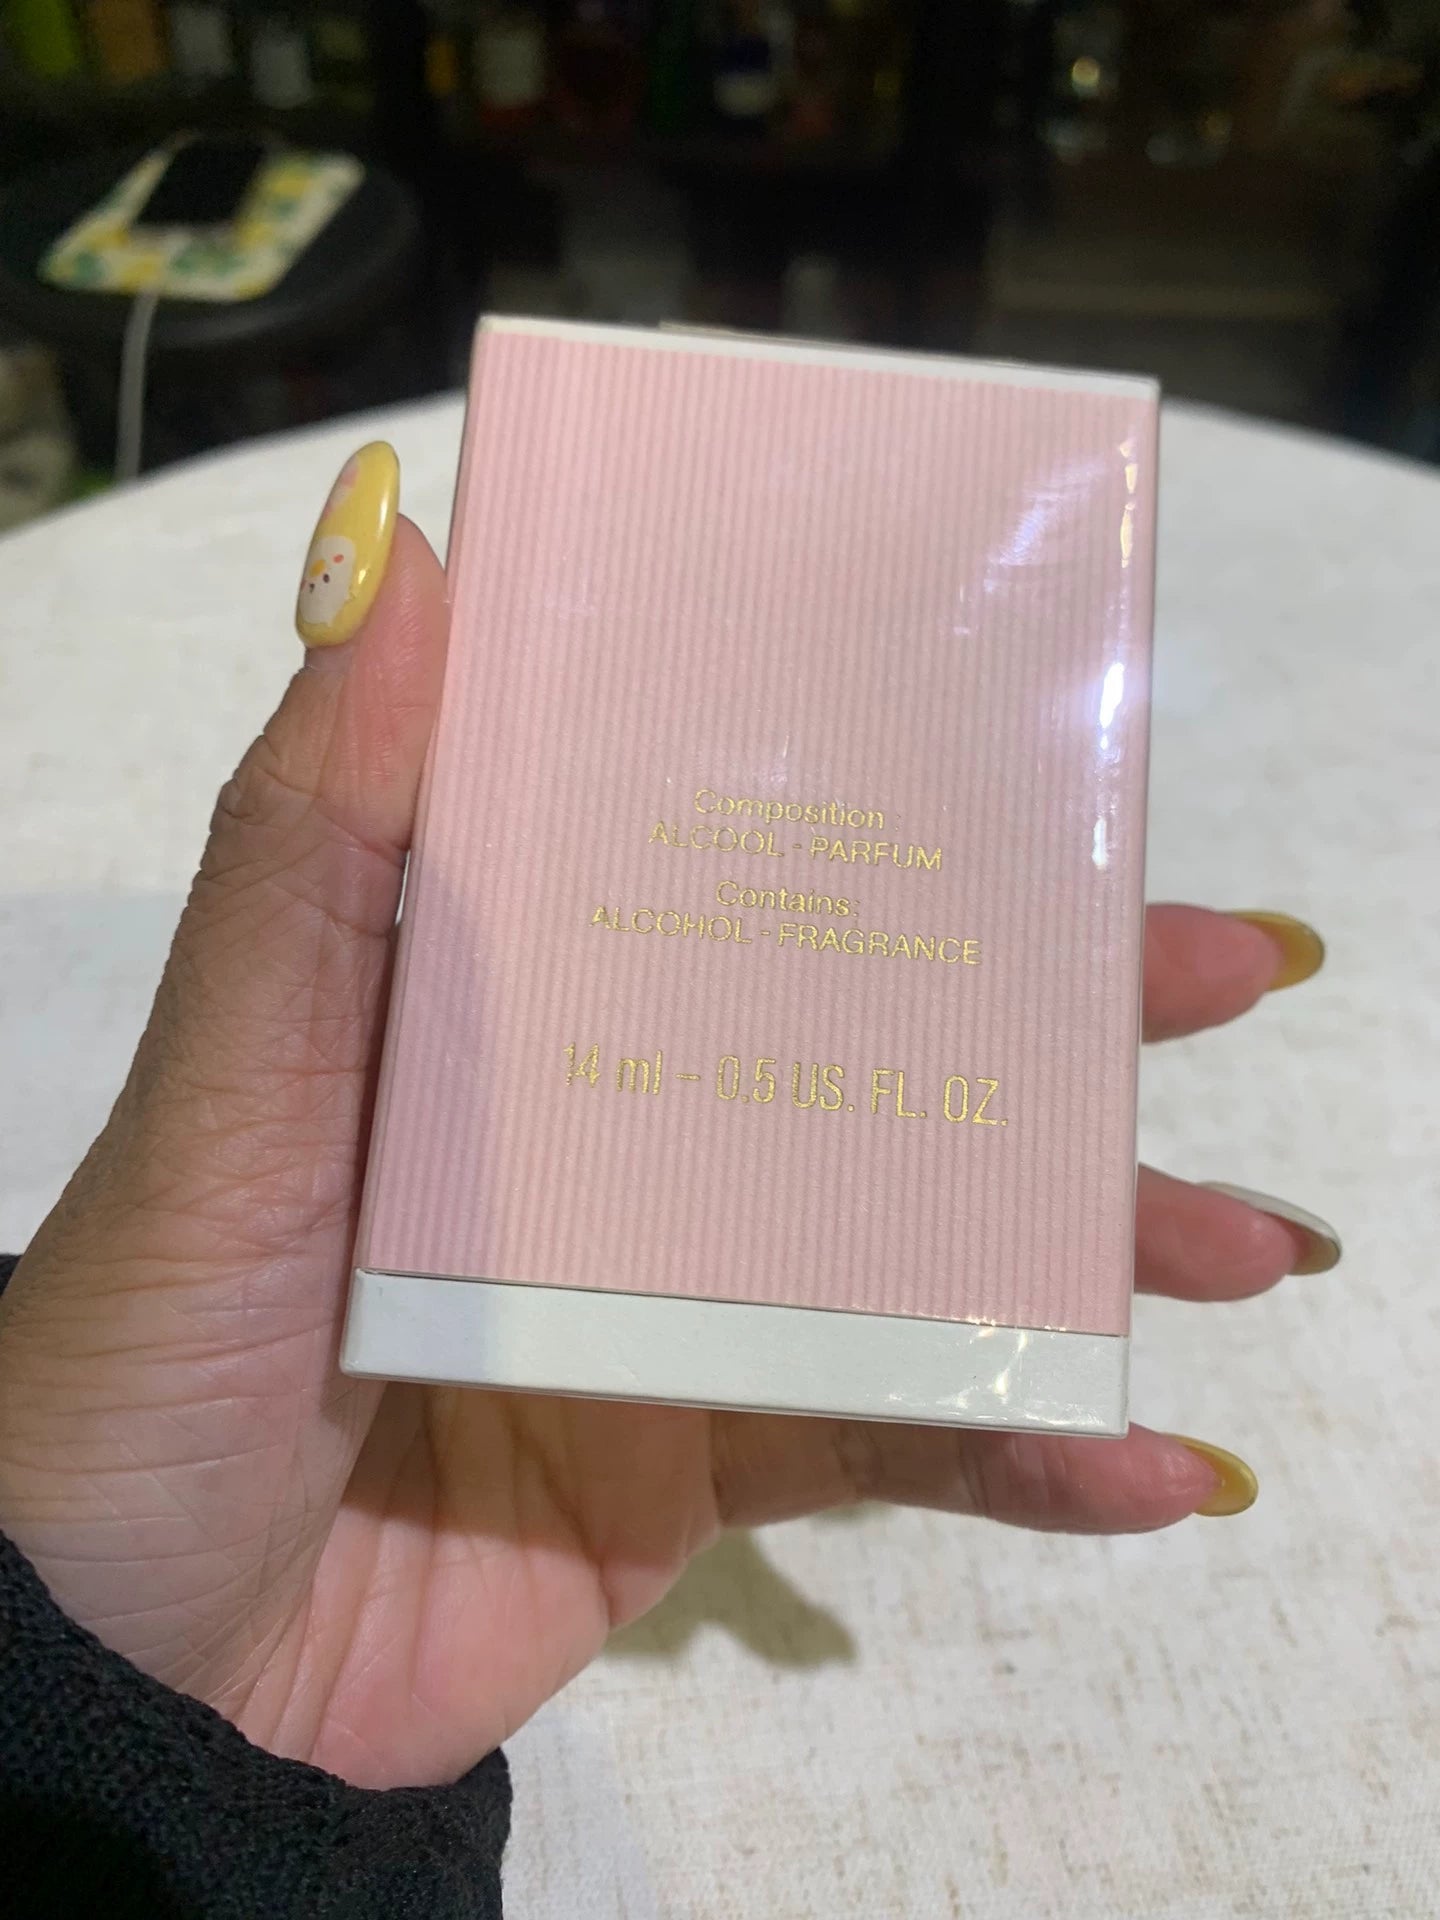 Composition :
ALCOOL - PARFUM
Contains:
ALCOHOL - FRAGRANCE
14 ml – 0.5 US. FL. OZ.